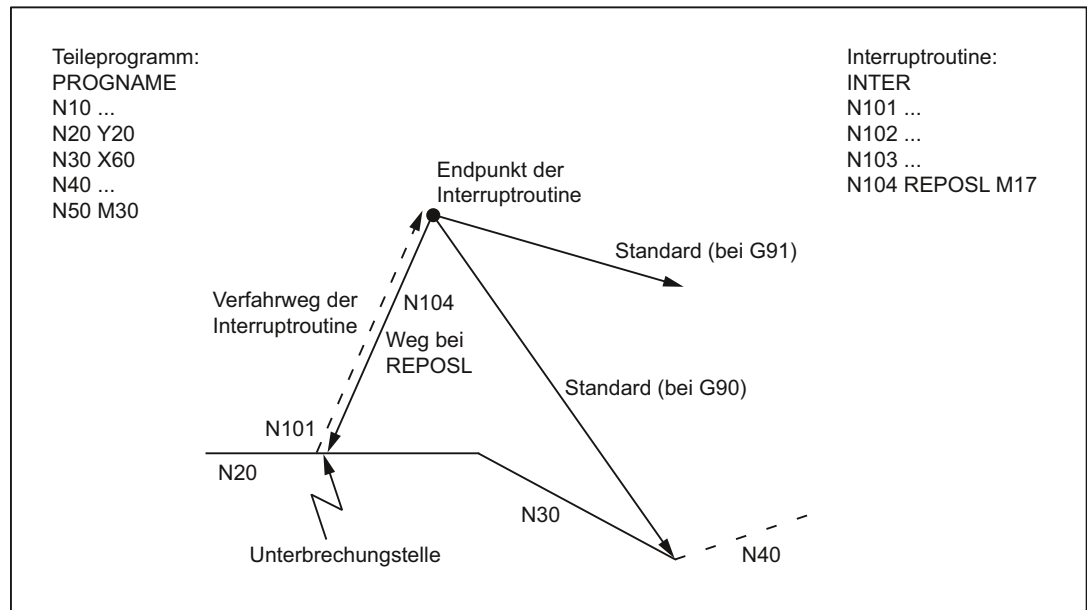 Teileprogramm:
PROGNAME
N10 ...
N20 Y20
N30 X60
N40 ...
N50 M30
Interruptroutine:
INTER
N101 ...
N102 ...
N103 ...
N104 REPOSL M17
Endpunkt der
Interruptroutine
Standard (bei G91)
Verfahrweg der
Interruptroutine
N104
Weg bei
REPOSL
Standard (bei G90)
N101
N20
N30
N40
Unterbrechungstelle